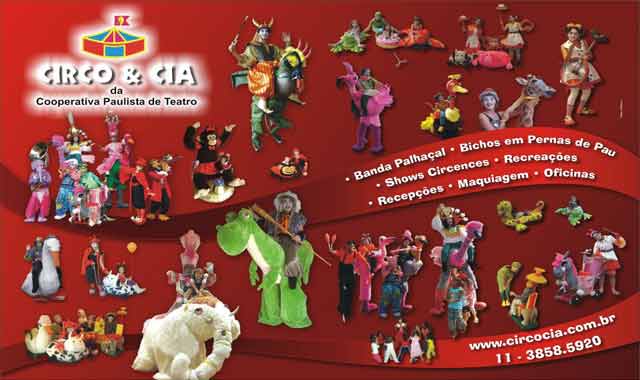 CIRCO & CIA
da
Cooperativa Paulista de Teatro
• Banda Palhaçal • Bichos em Pernas de Pau
• Shows Circences • Recreações
• Recepções • Maquiagem • Oficinas
www.circocia.com.br
11 - 3858.5920